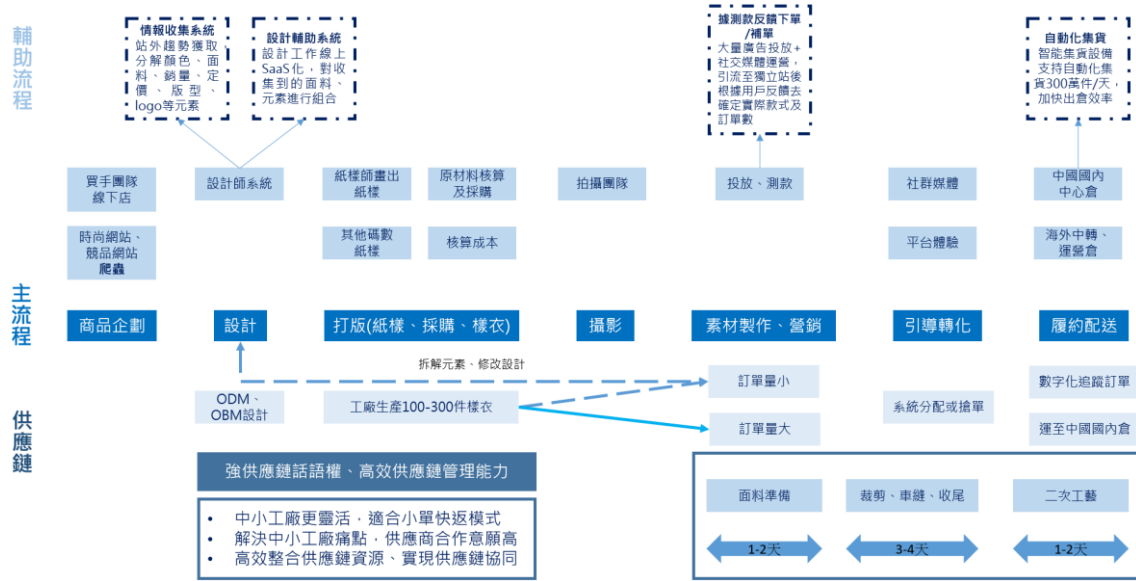 輔助流程
情報收集系統
站外趨勢獲取，
分解顏色、面
料、銷量、定
價、版型、
logo等元素
設計輔助系統
設計工作線上
SaaS化，對收
集到的面料、
元素進行組合
據測款反饋下單
/補單
大量廣告投放+
社交媒體運營，
引流至獨立站後
根據用戶反饋去
確定實際款式及
訂單數
自動化集貨
智能集貨設備
支持自動化集
貨300萬件/天，
加快出倉效率
買手團隊
線下店
設計師系統
紙樣師畫出
紙樣
原材料核算
及採購
拍攝團隊
投放、測款
社群媒體
中國國內
中心倉
時尚網站、
競品網站
爬蟲
其他碼數
紙樣
核算成本
平台體驗
海外中轉、
運營倉
主流程
商品企劃
設計
打版(紙樣、採購、樣衣)
攝影
素材製作、營銷
引導轉化
履約配送
拆解元素、修改設計
供應鏈
ODM、
OBM設計
工廠生產100-300件樣衣
訂單量小
訂單量大
系統分配或搶單
數字化追蹤訂單
運至中國國內倉
強供應鏈話語權、高效供應鏈管理能力
• 中小工廠更靈活，適合小單快返模式
• 解決中小工廠痛點，供應商合作意願高
• 高效整合供應鏈資源、實現供應鏈協同
面料準備
裁剪、車縫、收尾
二次工藝
1-2天
3-4天
1-2天